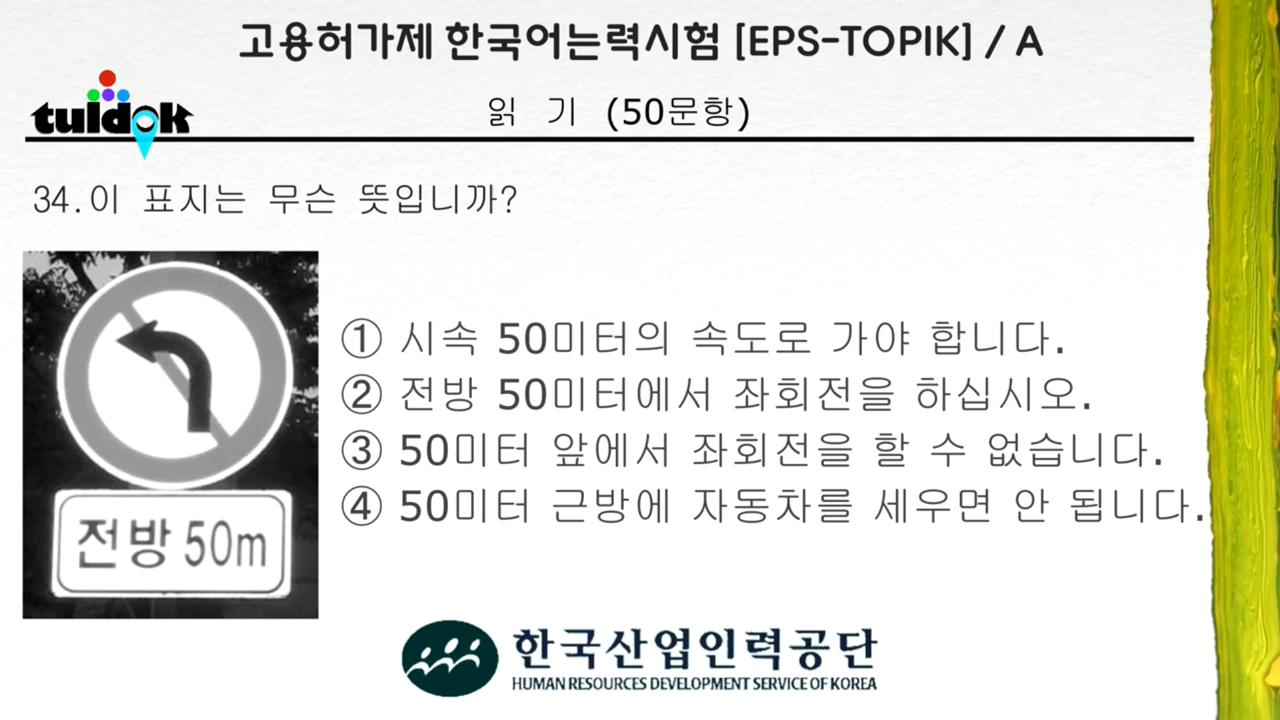 고용허가제 한국어능력시험 [EPS-TOPIK] / A
tuldok
읽 기 (50문항)
34.이 표지는 무슨 뜻입니까?
전방 50m
① 시속 50미터의 속도로 가야 합니다.
② 전방 50미터에서 좌회전을 하십시오.
③ 50미터 앞에서 좌회전을 할 수 없습니다.
④ 50미터 근방에 자동차를 세우면 안 됩니다.
한국산업인력공단
HUMAN RESOURCES DEVELOPMENT SERVICE OF KOREA